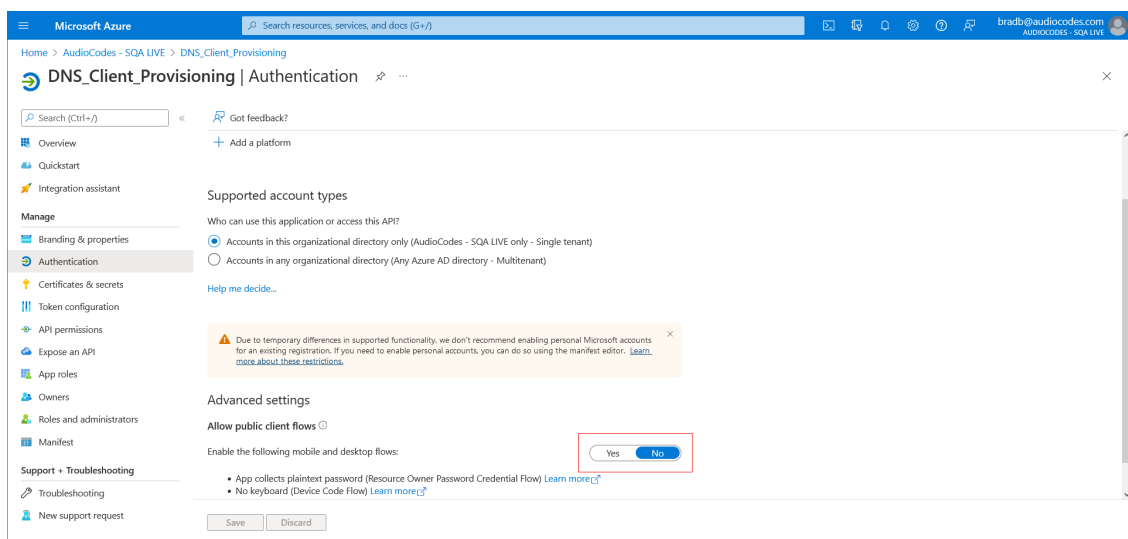 Microsoft Azure
Search resources, services, and docs (G+/)
bradb@audiocodes.com
AUDIOCODES - SQA LIVE
Home > AudioCodes - SQA LIVE > DNS_Client_Provisioning
DNS_Client_Provisioning | Authentication
Search (Ctrl+/)
Overview
Quickstart
Integration assistant
Manage
Branding & properties
Authentication
Certificates & secrets
Token configuration
API permissions
Expose an API
App roles
Owners
Roles and administrators
Manifest
Support + Troubleshooting
Troubleshooting
New support request
Got feedback?
Add a platform
Supported account types
Who can use this application or access this API?
Accounts in this organizational directory only (AudioCodes - SQA LIVE only - Single tenant)
Accounts in any organizational directory (Any Azure AD directory - Multitenant)
Help me decide...
Due to temporary differences in supported functionality, we don't recommend enabling personal Microsoft accounts
for an existing registration. If you need to enable personal accounts, you can do so using the manifest editor. Learn
more about these restrictions.
Advanced settings
Allow public client flows
Enable the following mobile and desktop flows:
Yes No
• App collects plaintext password (Resource Owner Password Credential Flow) Learn more
• No keyboard (Device Code Flow) Learn more
Save Discard